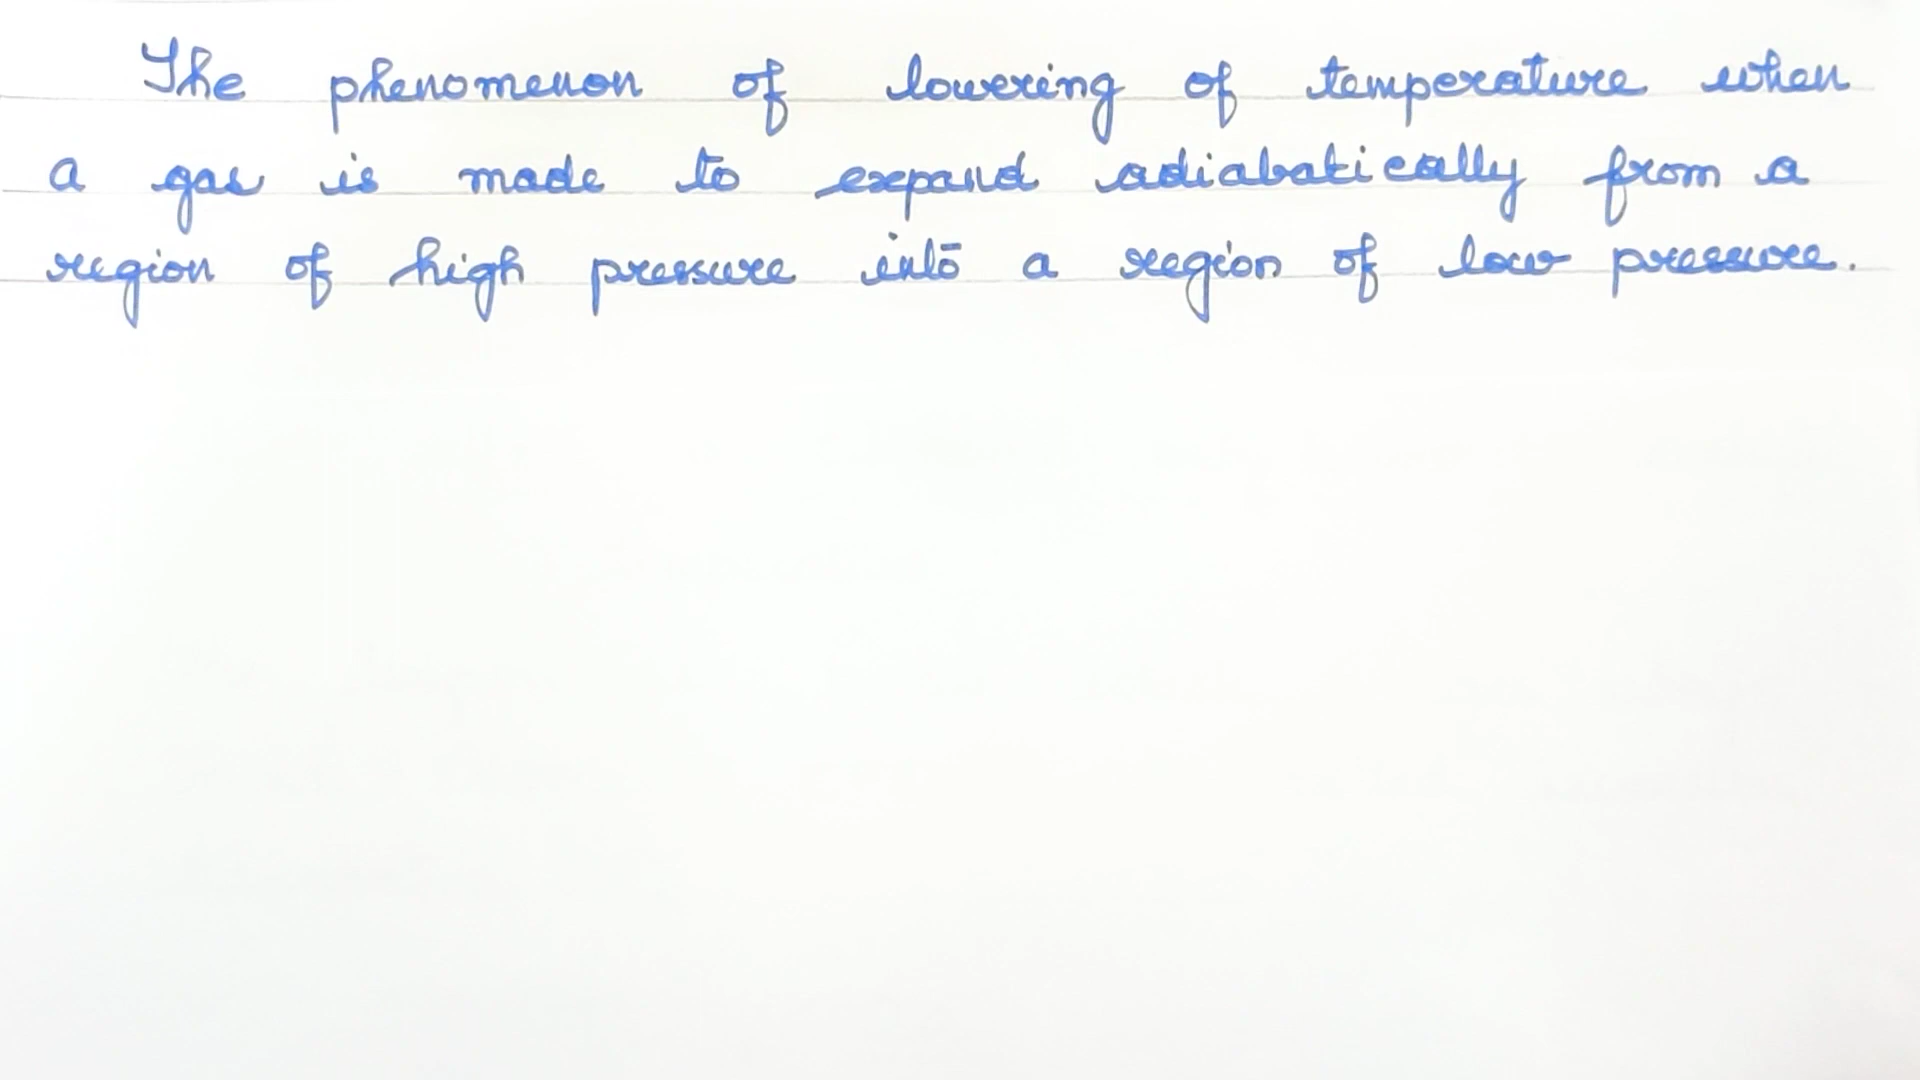 The phenomenon of lowering of temperature when
a gas is made to expand adiabatically from a
region of high pressure into a region of low pressure.